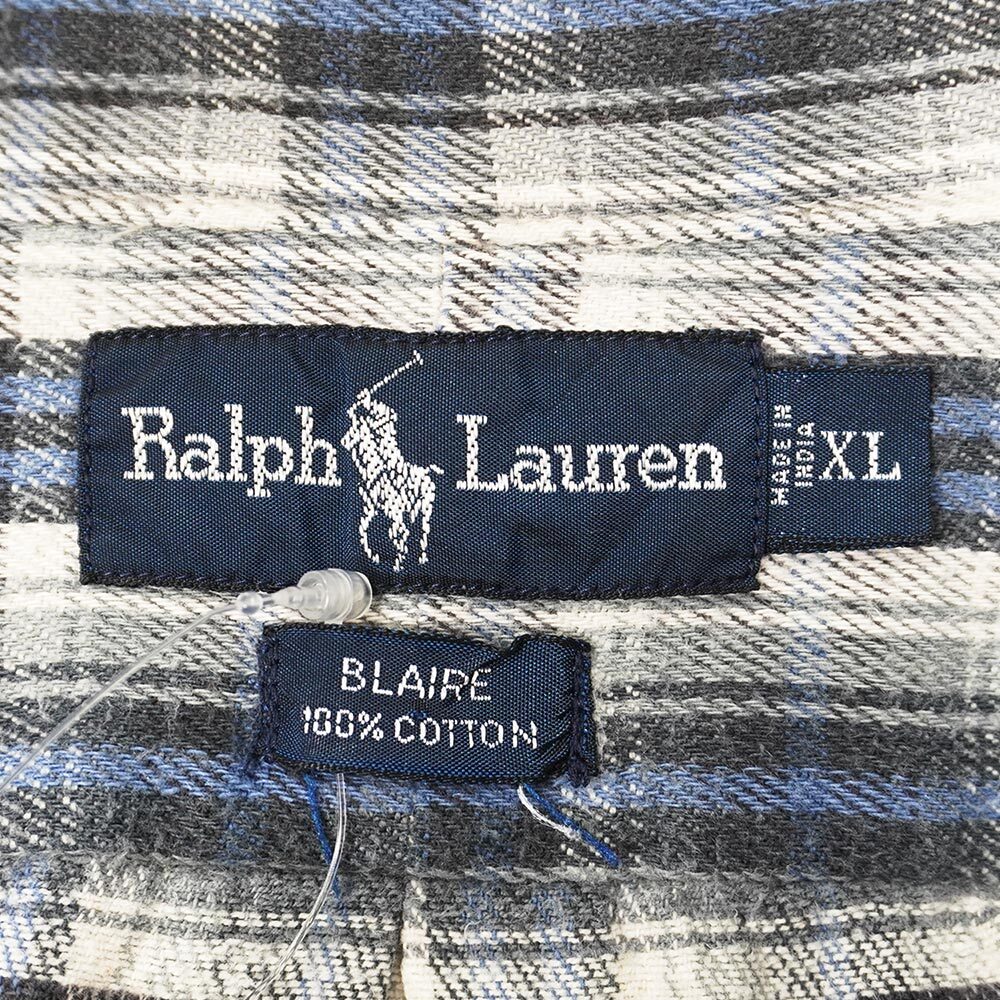 Ralph Lauren
MADE IN
INDIA
XL
BLAIRE
100% COTTON